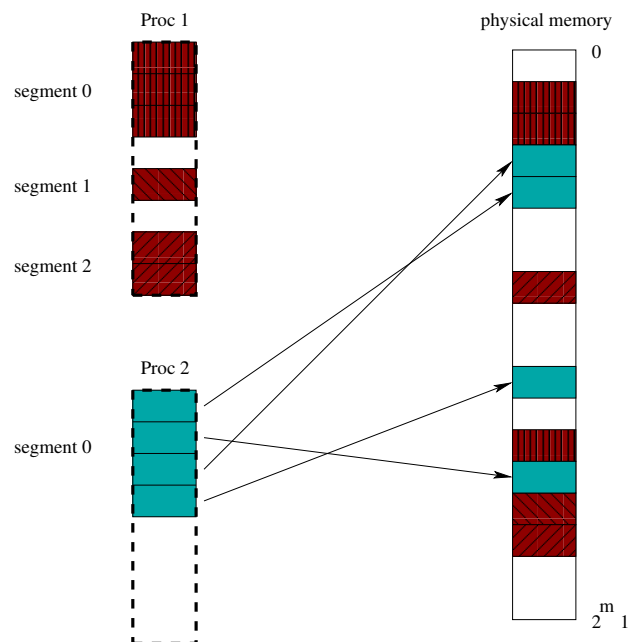 Proc 1
physical memory
0
segment 0
segment 1
segment 2
Proc 2
segment 0
m
2 1